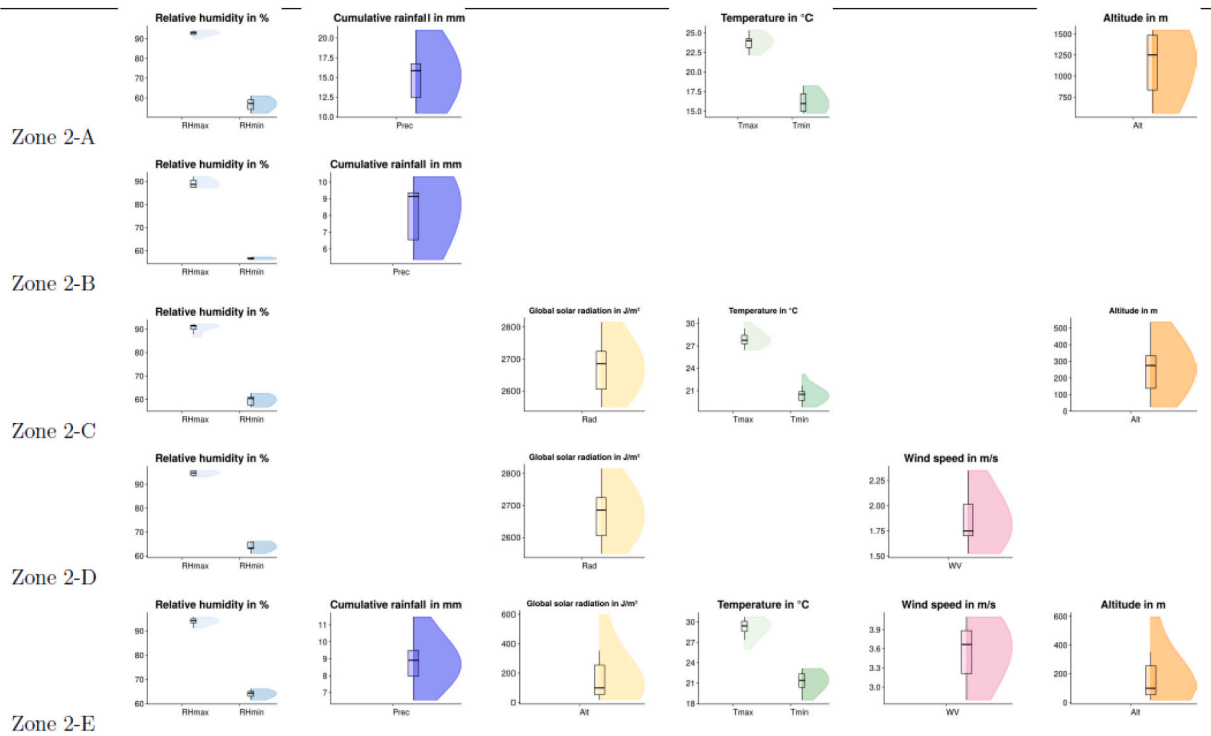 Relative humidity in % Cumulative rainfall in mm Temperature in °C Altitude in m
90
60
RHmax RHmin
20.0
17.5
15.0
12.5
10.0
Prec
25.0
22.5
20.0
17.5
15.0
Tmax Tmin
1500
1250
1000
750
Alt
Zone 2-A
Relative humidity in % Cumulative rainfall in mm
90
80
70
60
RHmax RHmin
10
9
8
7
6
Prec
Zone 2-B
Relative humidity in % Global solar radiation in J/m² Temperature in °C Altitude in m
90
80
70
60
RHmax RHmin
2800
2700
2600
Rad
30
27
24
21
Tmax Tmin
500
400
300
200
100
0
Alt
Zone 2-C
Relative humidity in % Global solar radiation in J/m² Wind speed in m/s
90
80
70
60
RHmax RHmin
2800
2700
2600
Rad
2.25
2.00
1.75
1.50
WV
Zone 2-D
Relative humidity in % Cumulative rainfall in mm Global solar radiation in J/m² Temperature in °C Wind speed in m/s Altitude in m
90
80
70
60
RHmax RHmin
11
10
9
8
7
Prec
600
400
200
0
Alt
30
27
24
21
18
Tmax Tmin
3.9
3.6
3.3
3.0
WV
600
400
200
0
Alt
Zone 2-E